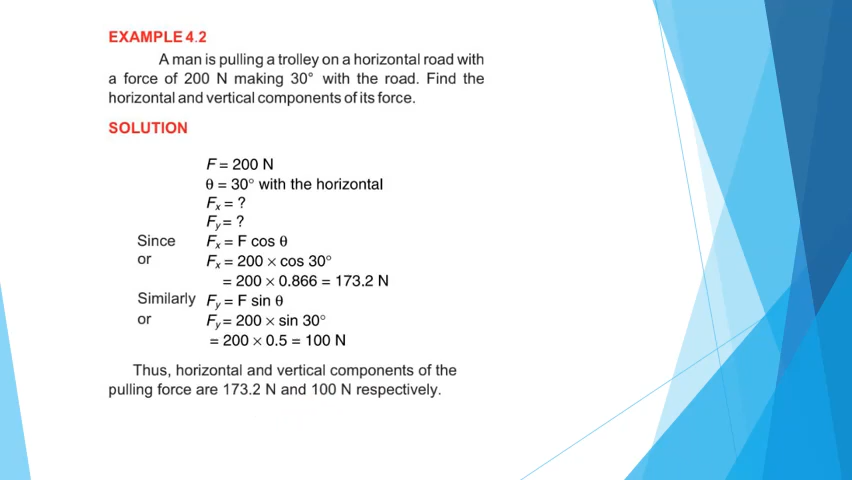 EXAMPLE 4.2
A man is pulling a trolley on a horizontal road with
a force of 200 N making 30° with the road. Find the
horizontal and vertical components of its force.
SOLUTION
F = 200 N
θ = 30° with the horizontal
Fx = ?
Fy = ?
Since Fx = F cos θ
or Fx = 200 × cos 30°
= 200 × 0.866 = 173.2 N
Similarly Fy = F sin θ
or Fy = 200 × sin 30°
= 200 × 0.5 = 100 N
Thus, horizontal and vertical components of the
pulling force are 173.2 N and 100 N respectively.